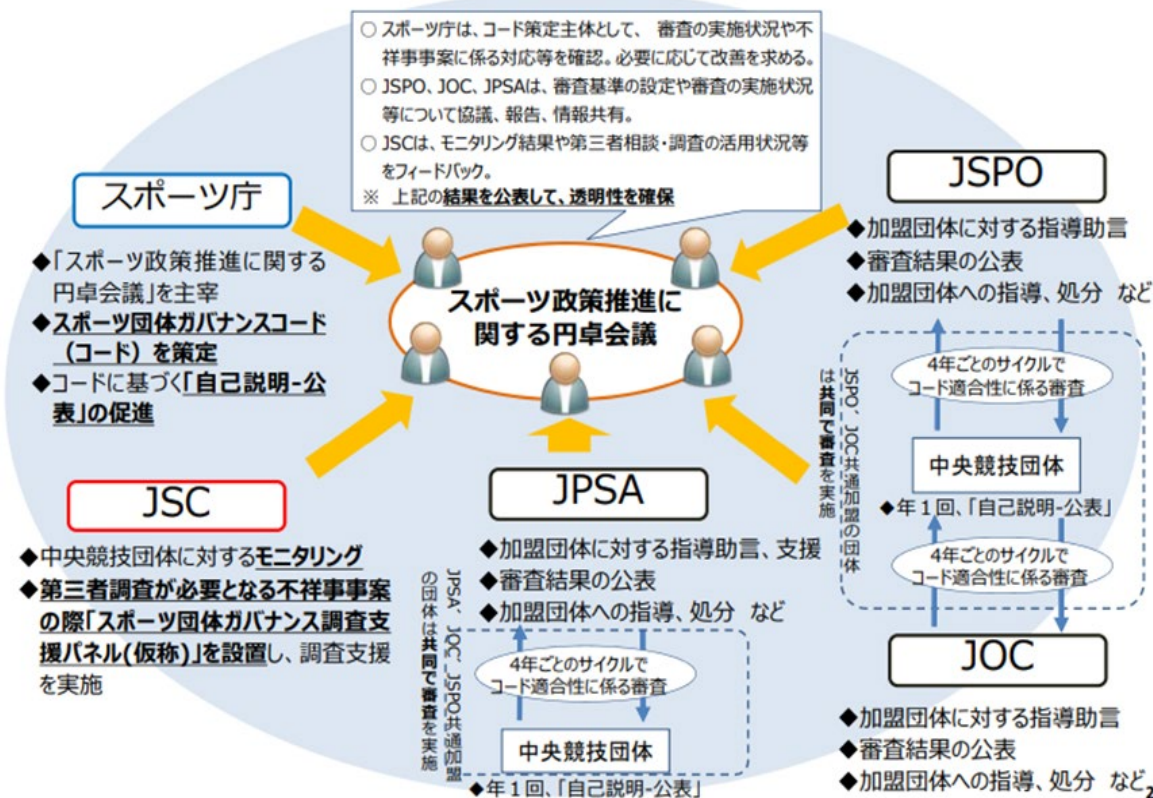 ○ スポーツ庁は、コード策定主体として、 審査の実施状況や不
祥事事案に係る対応等を確認。必要に応じて改善を求める。
○ JSPO、JOC、JPSAは、審査基準の設定や審査の実施状況
等について協議、報告、情報共有。
○ JSCは、モニタリング結果や第三者相談・調査の活用状況等
をフィードバック。
※ 上記の結果を公表して、透明性を確保
スポーツ庁
◆「スポーツ政策推進に関する
円卓会議」を主宰
◆スポーツ団体ガバナンスコード
(コード)を策定
◆コードに基づく「自己説明-公
表」の促進
スポーツ政策推進に
関する円卓会議
JSPO
◆加盟団体に対する指導助言
◆審査結果の公表
◆加盟団体への指導、処分 など
JSPO、JOC共通加盟の団体
は共同で審査を実施
4年ごとのサイクルで
コード適合性に係る審査
中央競技団体
◆年1回、「自己説明-公表」
4年ごとのサイクルで
コード適合性に係る審査
JSC
◆中央競技団体に対するモニタリング
◆第三者調査が必要となる不祥事事案
の際「スポーツ団体ガバナンス調査支
援パネル(仮称)」を設置し、調査支援
を実施
JPSA
◆加盟団体に対する指導助言、支援
◆審査結果の公表
◆加盟団体への指導、処分 など
JPSA、JOC、JSPO共通加盟
の団体は共同で審査を実施
4年ごとのサイクルで
コード適合性に係る審査
中央競技団体
◆年1回、「自己説明-公表」
JOC
◆加盟団体に対する指導助言
◆審査結果の公表
◆加盟団体への指導、処分 など
2